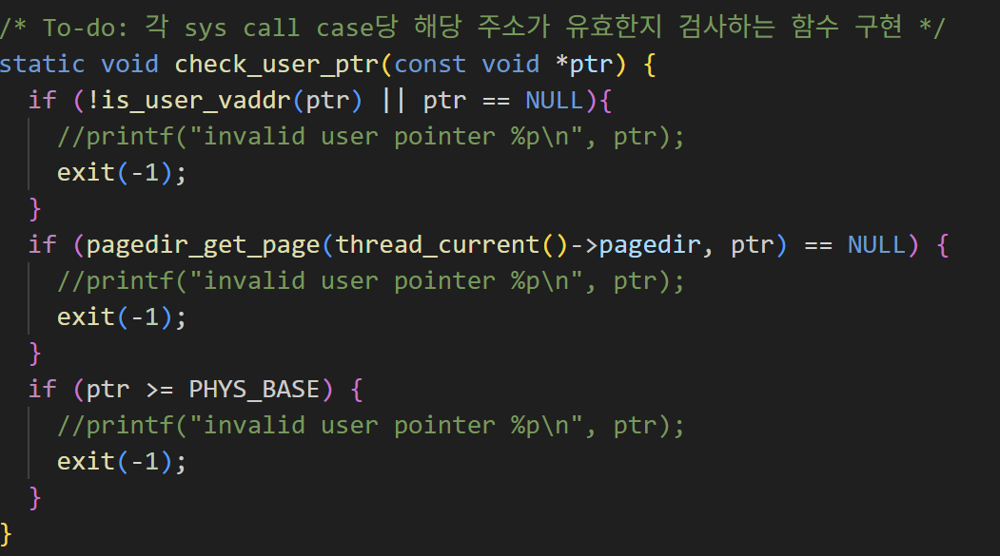 /* To-do: 각 sys call case당 해당 주소가 유효한지 검사하는 함수 구현 */
static void check_user_ptr(const void *ptr) {
  if (!is_user_vaddr(ptr) || ptr == NULL){
    //printf("invalid user pointer %p\n", ptr);
    exit(-1);
  }
  if (pagedir_get_page(thread_current()->pagedir, ptr) == NULL) {
    //printf("invalid user pointer %p\n", ptr);
    exit(-1);
  }
  if (ptr >= PHYS_BASE) {
    //printf("invalid user pointer %p\n", ptr);
    exit(-1);
  }
}